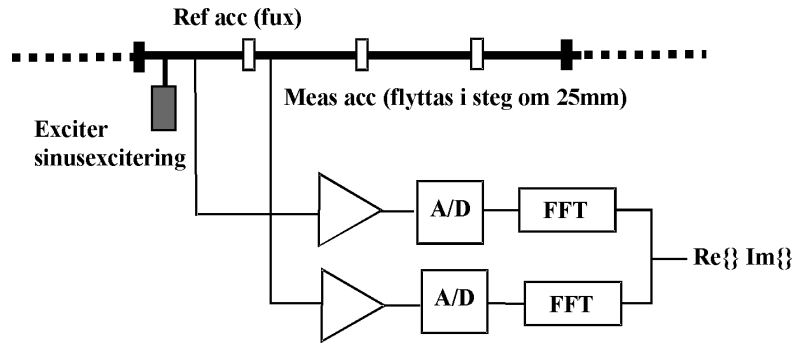 Ref acc (fux)
Meas acc (flyttas i steg om 25mm)
Exciter
sinusexcitering
A/D
FFT
Re{} Im{}
A/D
FFT